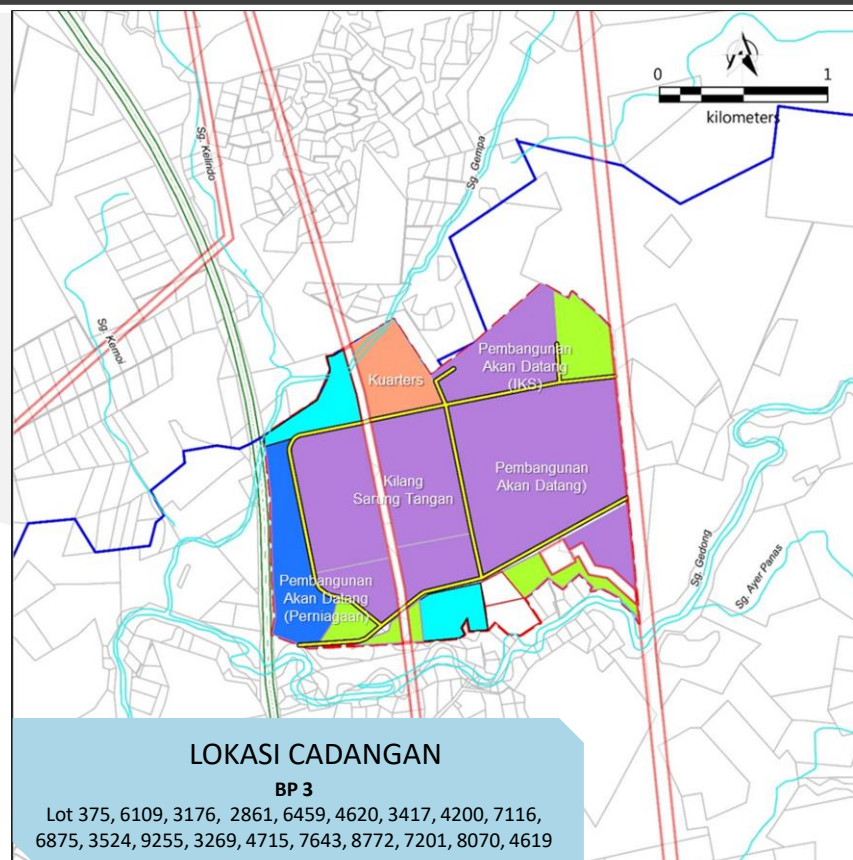 0 1
kilometers
Sg. Kelindo
Sg. Gempa
Sg. Kemoi
Pembangunan
Akan Datang
(IKS)
Kuarters
Kilang
Sarung Tangan
Pembangunan
Akan Datang)
Sg. Gedong
Sg. Ayer Panas
Pembangunan
Akan Datang
(Perniagaan)
LOKASI CADANGAN
BP 3
Lot 375, 6109, 3176, 2861, 6459, 4620, 3417, 4200, 7116,
6875, 3524, 9255, 3269, 4715, 7643, 8772, 7201, 8070, 4619